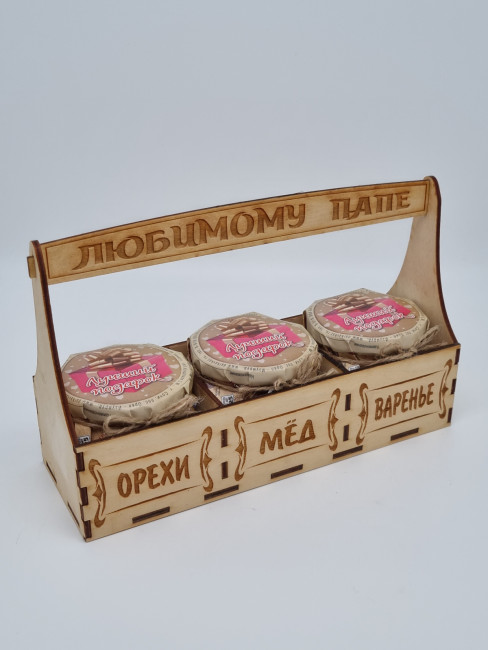 ЛЮБИМОМУ ПАПЕ
Лучший
подарок
Лучший
подарок
Лучший
подарок
ОРЕХИ
МЁД
ВАРЕНЬЕ